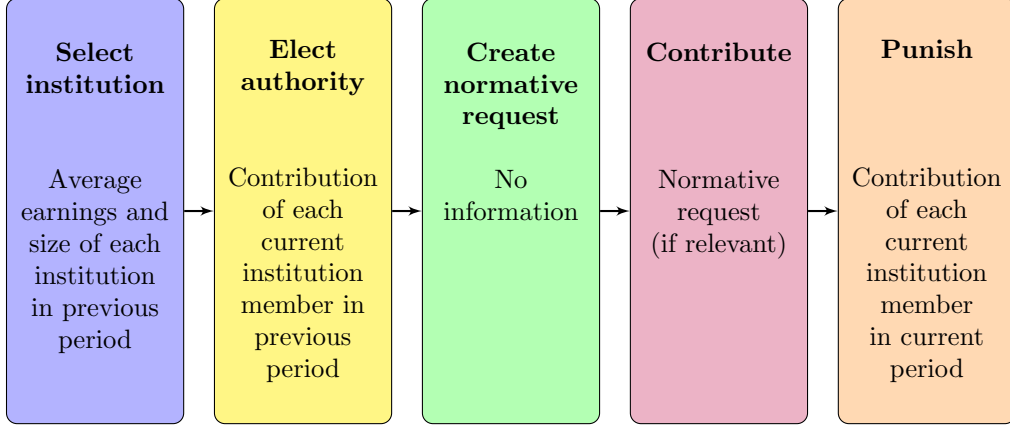 Select
institution
Average
earnings and
size of each
institution
in previous
period
Elect
authority
Contribution
of each
current
institution
member in
previous
period
Create
normative
request
No
information
Contribute
Normative
request
(if relevant)
Punish
Contribution
of each
current
institution
member
in current
period